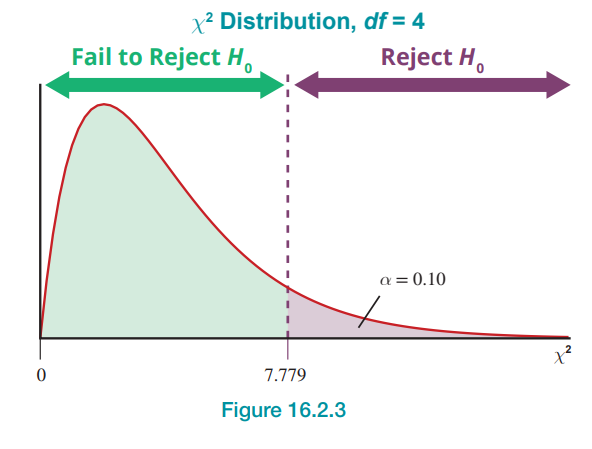 χ² Distribution, df = 4
Fail to Reject H₀
Reject H₀
α = 0.10
χ²
0
7.779
Figure 16.2.3